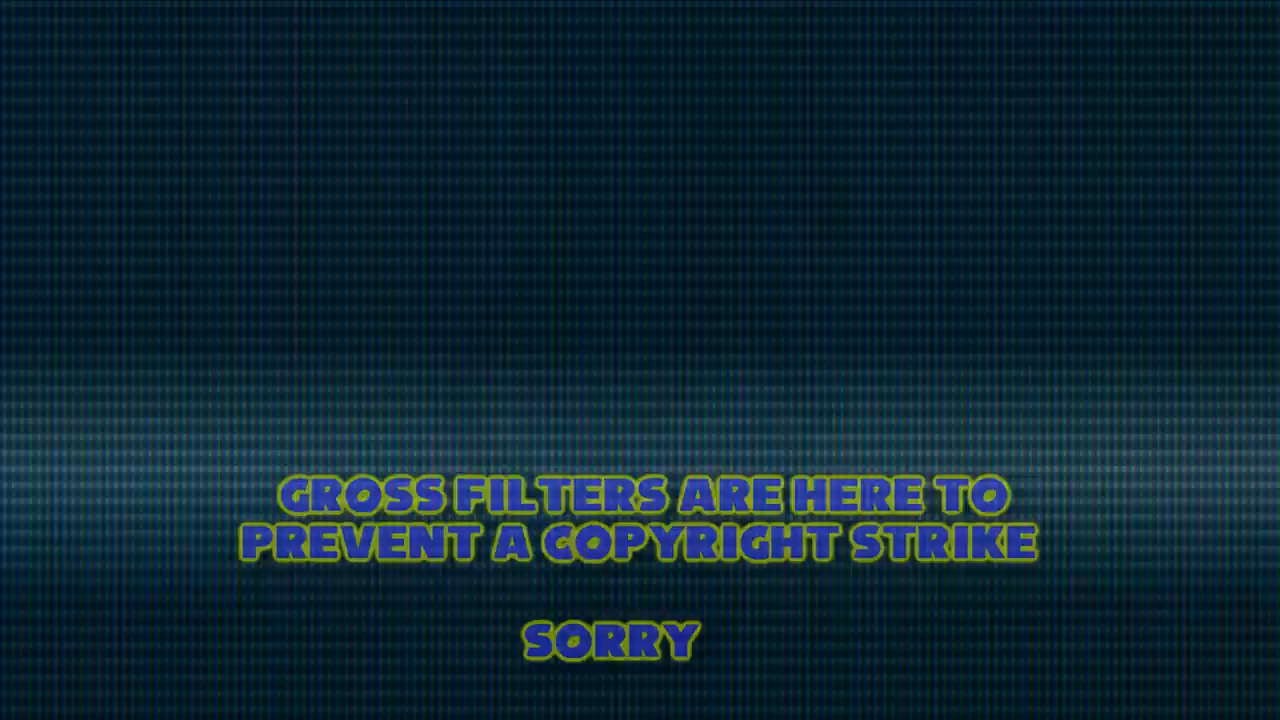 GROSS FILTERS ARE HERE TO
PREVENT A COPYRIGHT STRIKE
SORRY